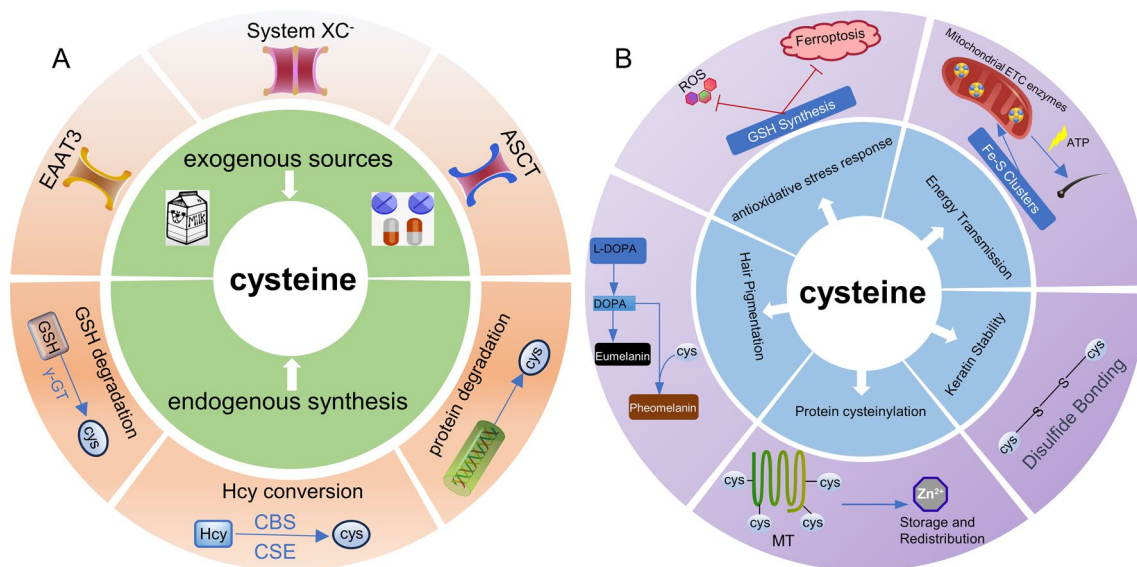 A
System XC-
EAAT3
ASCT
exogenous sources
Milk
cysteine
endogenous synthesis
GSH degradation
GSH
γ-GT
cys
Hcy conversion
Hcy
CBS
CSE
cys
protein degradation
cys
B
Ferroptosis
ROS
GSH Synthesis
Mitochondrial ETC enzymes
ATP
Fe-S Clusters
antioxidative stress response
Energy Transmission
Hair Pigmentation
cysteine
Keratin Stability
Protein cysteinylation
L-DOPA
DOPA
Eumelanin
cys
Pheomelanin
cys
S
S
cys
Disulfide Bonding
cys
cys
cys
cys
MT
Zn2+
Storage and
Redistribution